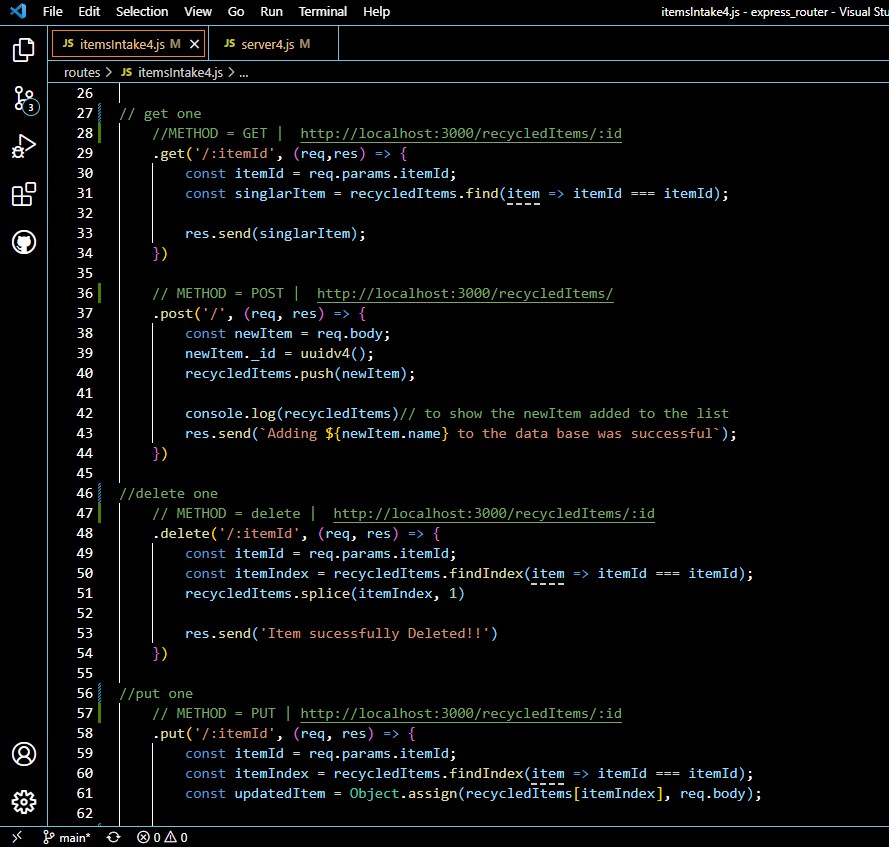 File Edit Selection View Go Run Terminal Help itemsIntake4.js - express_router - Visual Stu
JS itemsIntake4.js M × JS server4.js M
routes > JS itemsIntake4.js > ...
26
27 // get one
28 //METHOD = GET | http://localhost:3000/recycledItems/:id
29 .get('/:itemId', (req,res) => {
30 const itemId = req.params.itemId;
31 const singlarItem = recycledItems.find(item => itemId === itemId);
32
33 res.send(singlarItem);
34 })
35
36 // METHOD = POST | http://localhost:3000/recycledItems/
37 .post('/', (req, res) => {
38 const newItem = req.body;
39 newItem._id = uuidv4();
40 recycledItems.push(newItem);
41
42 console.log(recycledItems)// to show the newItem added to the list
43 res.send(`Adding ${newItem.name} to the data base was successful`);
44 })
45
46 //delete one
47 // METHOD = delete | http://localhost:3000/recycledItems/:id
48 .delete('/:itemId', (req, res) => {
49 const itemId = req.params.itemId;
50 const itemIndex = recycledItems.findIndex(item => itemId === itemId);
51 recycledItems.splice(itemIndex, 1)
52
53 res.send('Item sucessfully Deleted!!')
54 })
55
56 //put one
57 // METHOD = PUT | http://localhost:3000/recycledItems/:id
58 .put('/:itemId', (req, res) => {
59 const itemId = req.params.itemId;
60 const itemIndex = recycledItems.findIndex(item => itemId === itemId);
61 const updatedItem = Object.assign(recycledItems[itemIndex], req.body);
62
3
main* 0 0